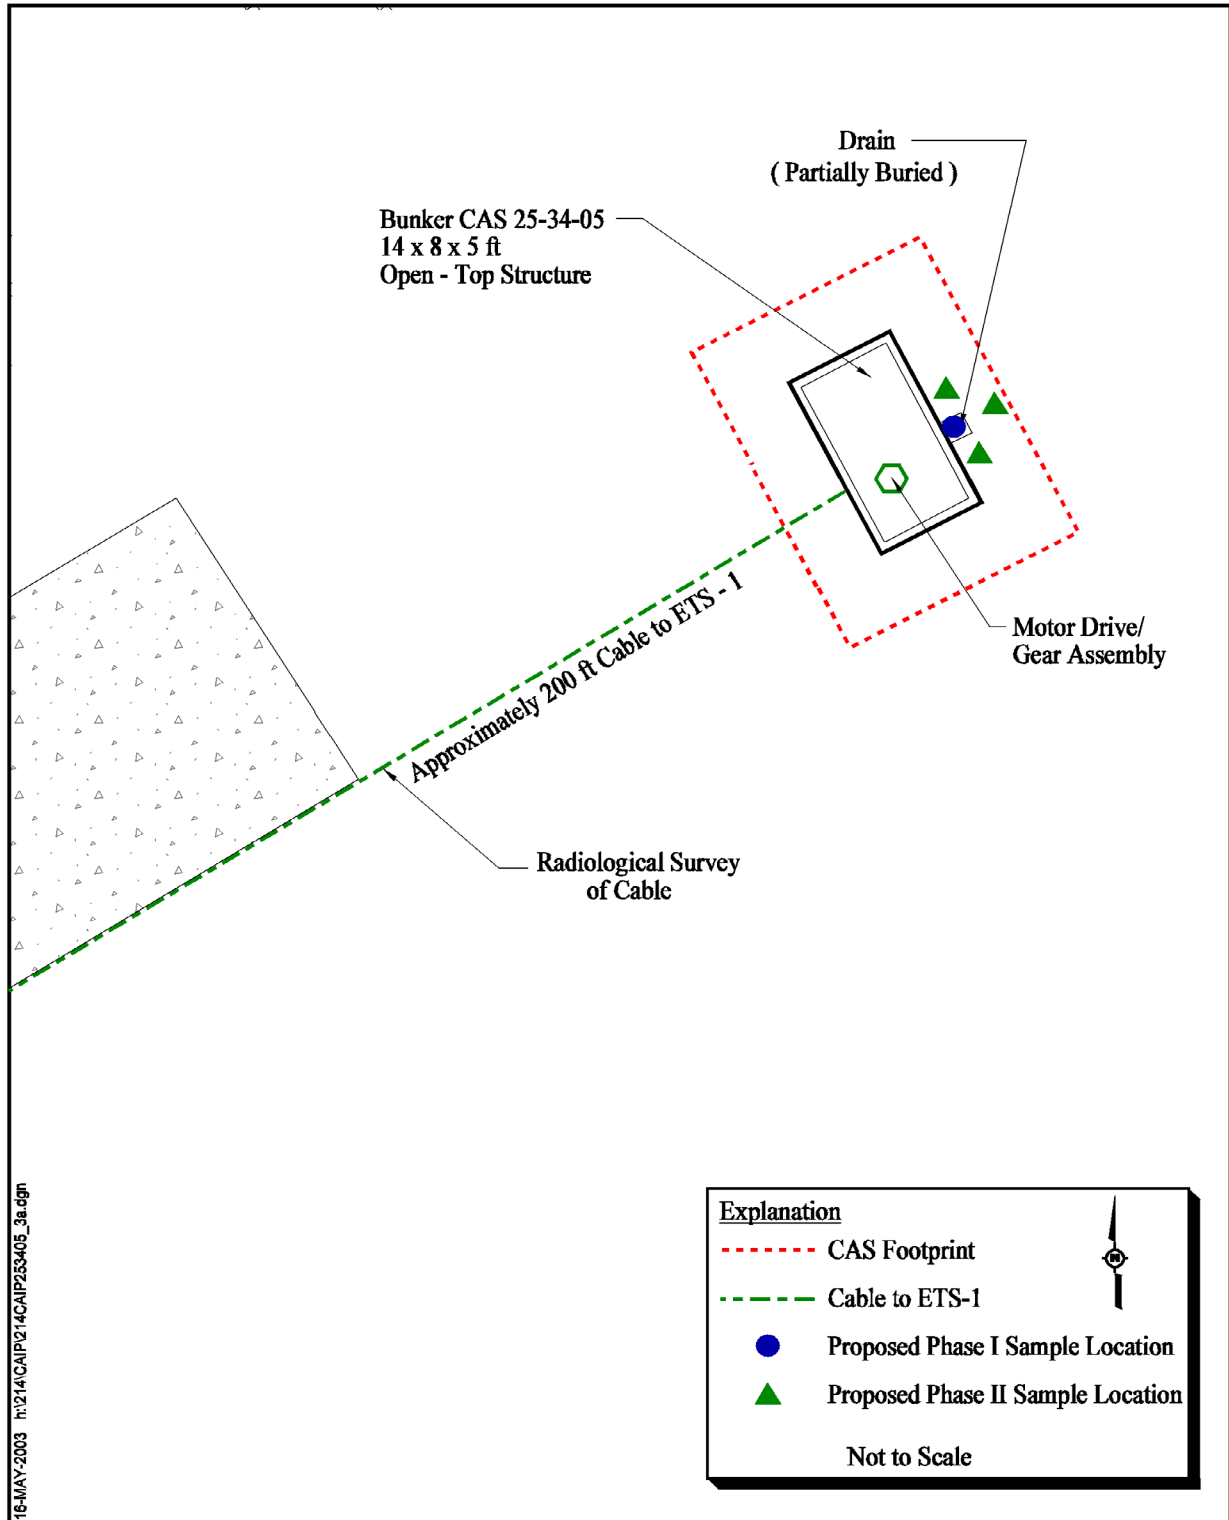 Drain
( Partially Buried )
Bunker CAS 25-34-05
14 x 8 x 5 ft
Open - Top Structure
Motor Drive/
Gear Assembly
Approximately 200 ft Cable to ETS - 1
Radiological Survey
of Cable
Explanation
CAS Footprint
Cable to ETS-1
Proposed Phase I Sample Location
Proposed Phase II Sample Location
Not to Scale
N
16-MAY-2003 h:\214\CAIP\214CAIP253405_3a.dgn